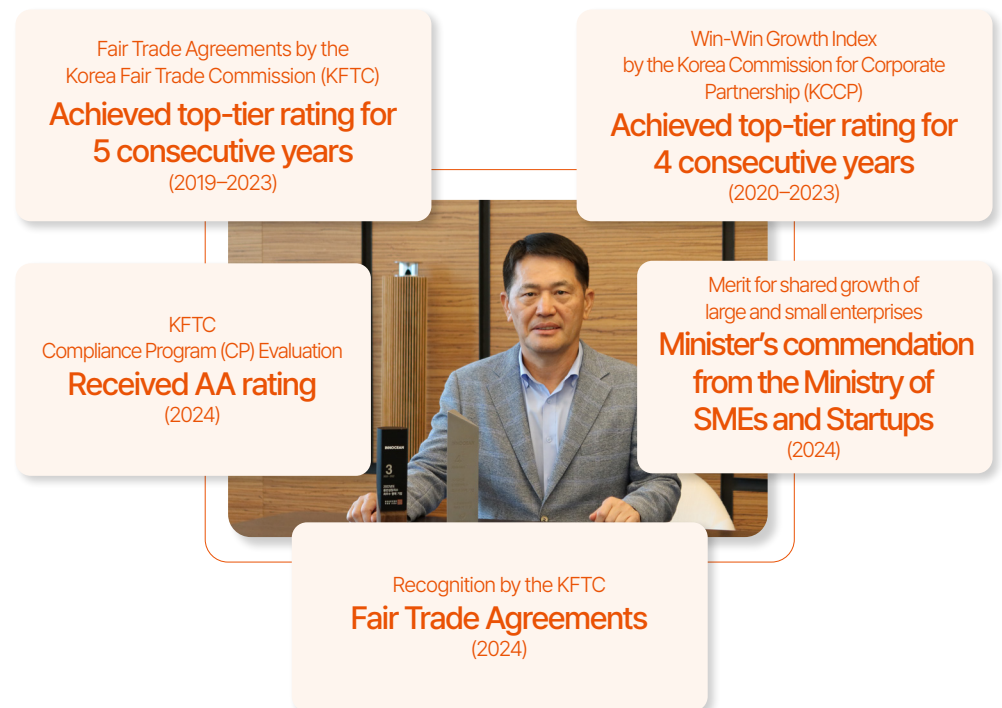 Fair Trade Agreements by the
Korea Fair Trade Commission (KFTC)
Achieved top-tier rating for
5 consecutive years
(2019–2023)
Win-Win Growth Index
by the Korea Commission for Corporate
Partnership (KCCP)
Achieved top-tier rating for
4 consecutive years
(2020–2023)
KFTC
Compliance Program (CP) Evaluation
Received AA rating
(2024)
Merit for shared growth of
large and small enterprises
Minister’s commendation
from the Ministry of
SMEs and Startups
(2024)
INNOCEAN
3
Recognition by the KFTC
Fair Trade Agreements
(2024)